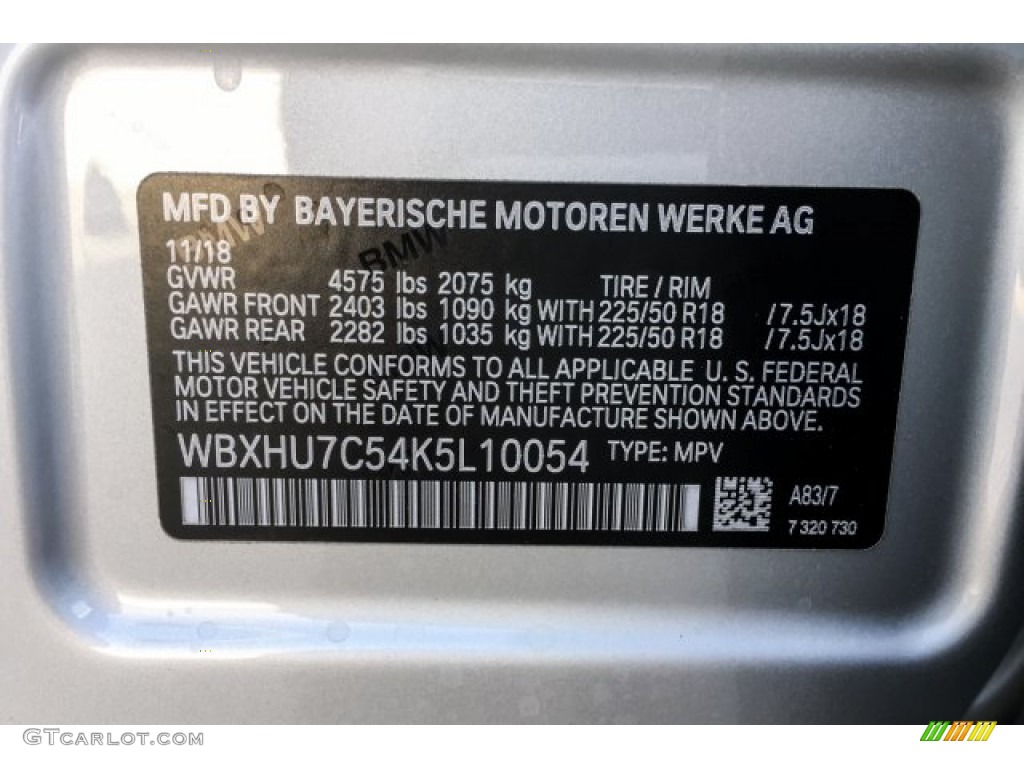 MFD BY BAYERISCHE MOTOREN WERKE AG
11/18
GVWR 4575 lbs 2075 kg TIRE / RIM
GAWR FRONT 2403 lbs 1090 kg WITH 225/50 R18 /7.5Jx18
GAWR REAR 2282 lbs 1035 kg WITH 225/50 R18 /7.5Jx18
THIS VEHICLE CONFORMS TO ALL APPLICABLE U. S. FEDERAL
MOTOR VEHICLE SAFETY AND THEFT PREVENTION STANDARDS
IN EFFECT ON THE DATE OF MANUFACTURE SHOWN ABOVE.
WBXHU7C54K5L10054 TYPE: MPV
A83/7
7 320 730
BMW
BMW
GTCarLot.com